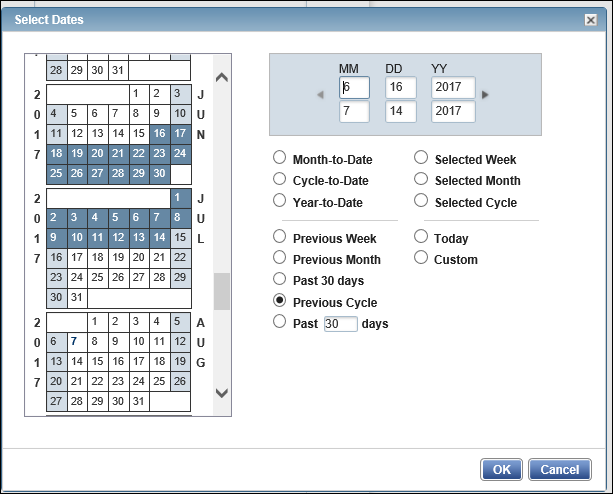 Select Dates
28 29 30 31
2 1 2 3 J
0 4 5 6 7 8 9 10 U
1 11 12 13 14 15 16 17 N
7 18 19 20 21 22 23 24
25 26 27 28 29 30
2 1 J
0 2 3 4 5 6 7 8 U
1 9 10 11 12 13 14 15 L
7 16 17 18 19 20 21 22
23 24 25 26 27 28 29
30 31
2 1 2 3 4 5 A
0 6 7 8 9 10 11 12 U
1 13 14 15 16 17 18 19 G
7 20 21 22 23 24 25 26
27 28 29 30 31
MM DD YY
6 16 2017
7 14 2017
Month-to-Date
Cycle-to-Date
Year-to-Date
Selected Week
Selected Month
Selected Cycle
Previous Week
Previous Month
Past 30 days
Previous Cycle
Past 30 days
Today
Custom
OK Cancel